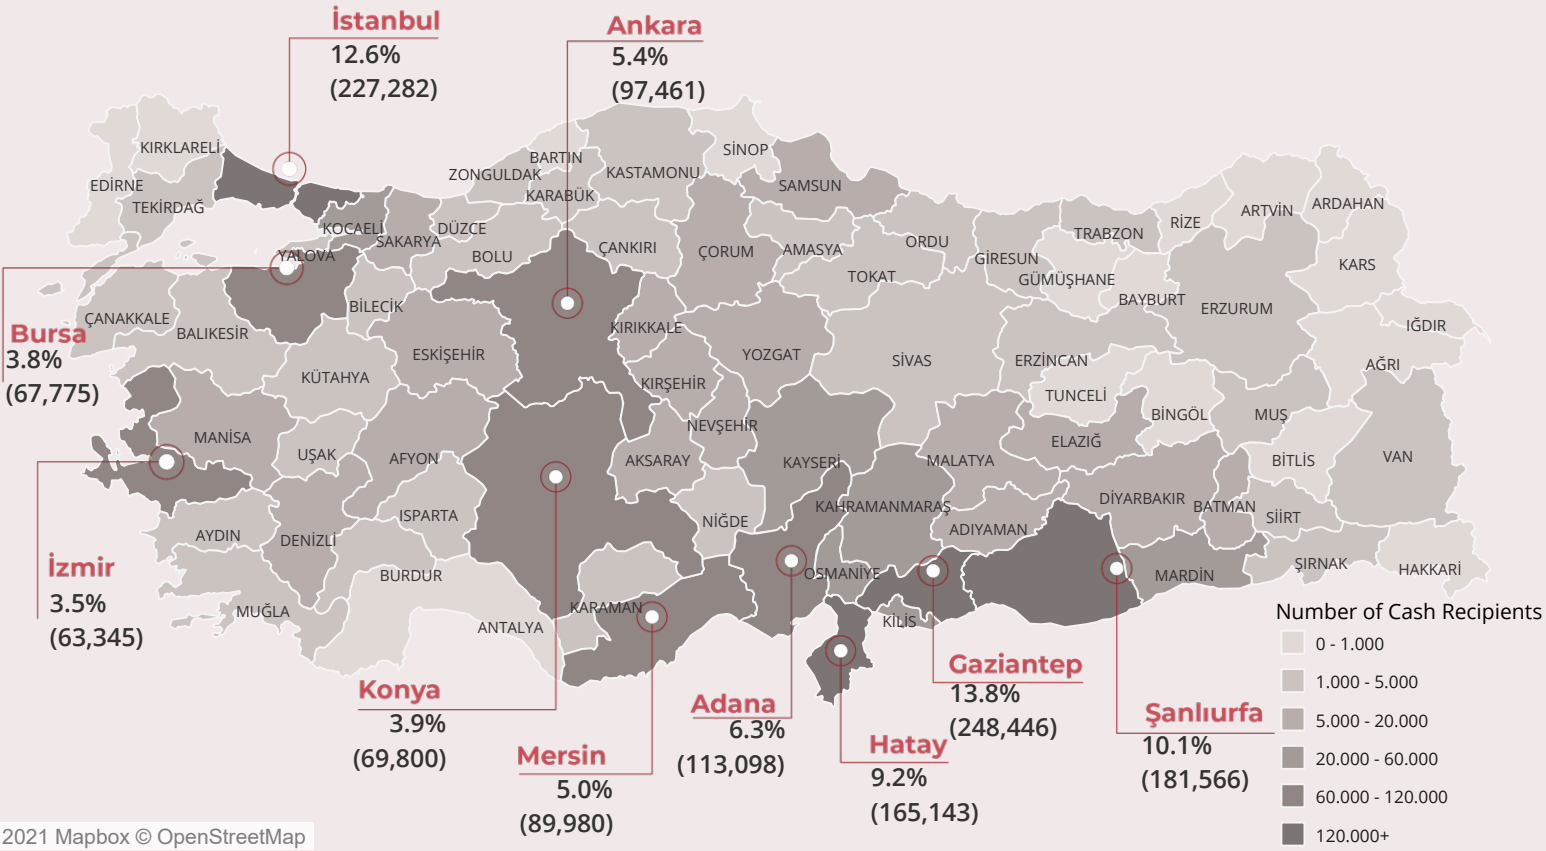 İstanbul
12.6%
(227,282)
Ankara
5.4%
(97,461)
KIRKLARELİ
EDİRNE
TEKİRDAĞ
BARTIN
ZONGULDAK
KARABÜK
KASTAMONU
SİNOP
SAMSUN
KOCAELİ
SAKARYA
DÜZCE
BOLU
YALOVA
ÇANKIRI
ÇORUM
AMASYA
ORDU
TOKAT
GİRESUN
TRABZON
RİZE
ARTVİN
ARDAHAN
GÜMÜŞHANE
BAYBURT
ERZURUM
KARS
IĞDIR
AĞRI
ÇANAKKALE
BALIKESİR
BİLECİK
Bursa
3.8%
(67,775)
KÜTAHYA
ESKİŞEHİR
KIRIKKALE
KIRŞEHİR
YOZGAT
SİVAS
ERZİNCAN
TUNCELİ
BİNGÖL
MUŞ
BİTLİS
VAN
MANİSA
UŞAK
AFYON
AKSARAY
NEVŞEHİR
KAYSERİ
MALATYA
ELAZIĞ
DİYARBAKIR
BATMAN
SİİRT
İzmir
3.5%
(63,345)
AYDIN
DENİZLİ
ISPARTA
BURDUR
MUĞLA
ANTALYA
KARAMAN
NİĞDE
KAHRAMANMARAŞ
ADIYAMAN
OSMANİYE
KİLİS
MARDİN
ŞIRNAK
HAKKARİ
Konya
3.9%
(69,800)
Mersin
5.0%
(89,980)
Adana
6.3%
(113,098)
Hatay
9.2%
(165,143)
Gaziantep
13.8%
(248,446)
Şanlıurfa
10.1%
(181,566)
Number of Cash Recipients
0 - 1.000
1.000 - 5.000
5.000 - 20.000
20.000 - 60.000
60.000 - 120.000
120.000+
2021 Mapbox © OpenStreetMap